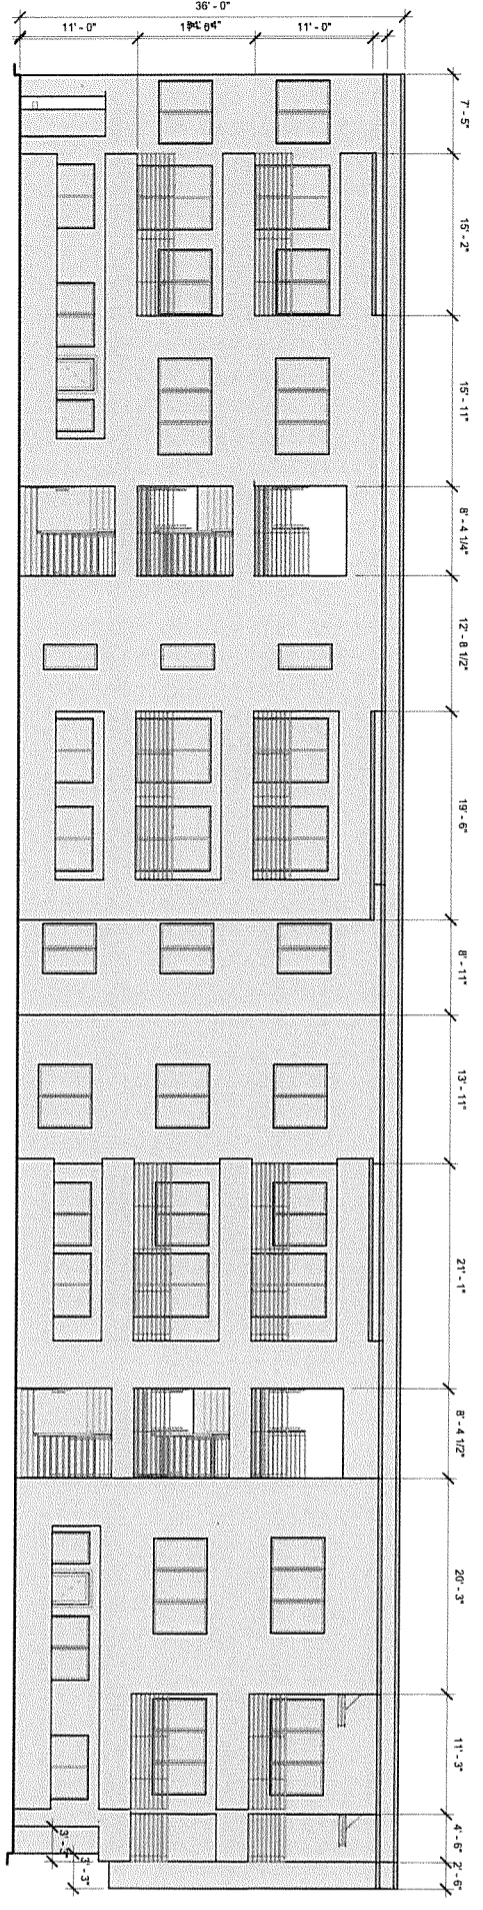 36' - 0"
11' - 0"
11' - 0"
7' - 5"
15' - 2"
15' - 11"
8' - 4 1/4"
12' - 8 1/2"
19' - 6"
8' - 11"
13' - 11"
21' - 1"
8' - 4 1/2"
20' - 3"
11' - 3"
4' - 6"
2' - 6"
3' - 3"